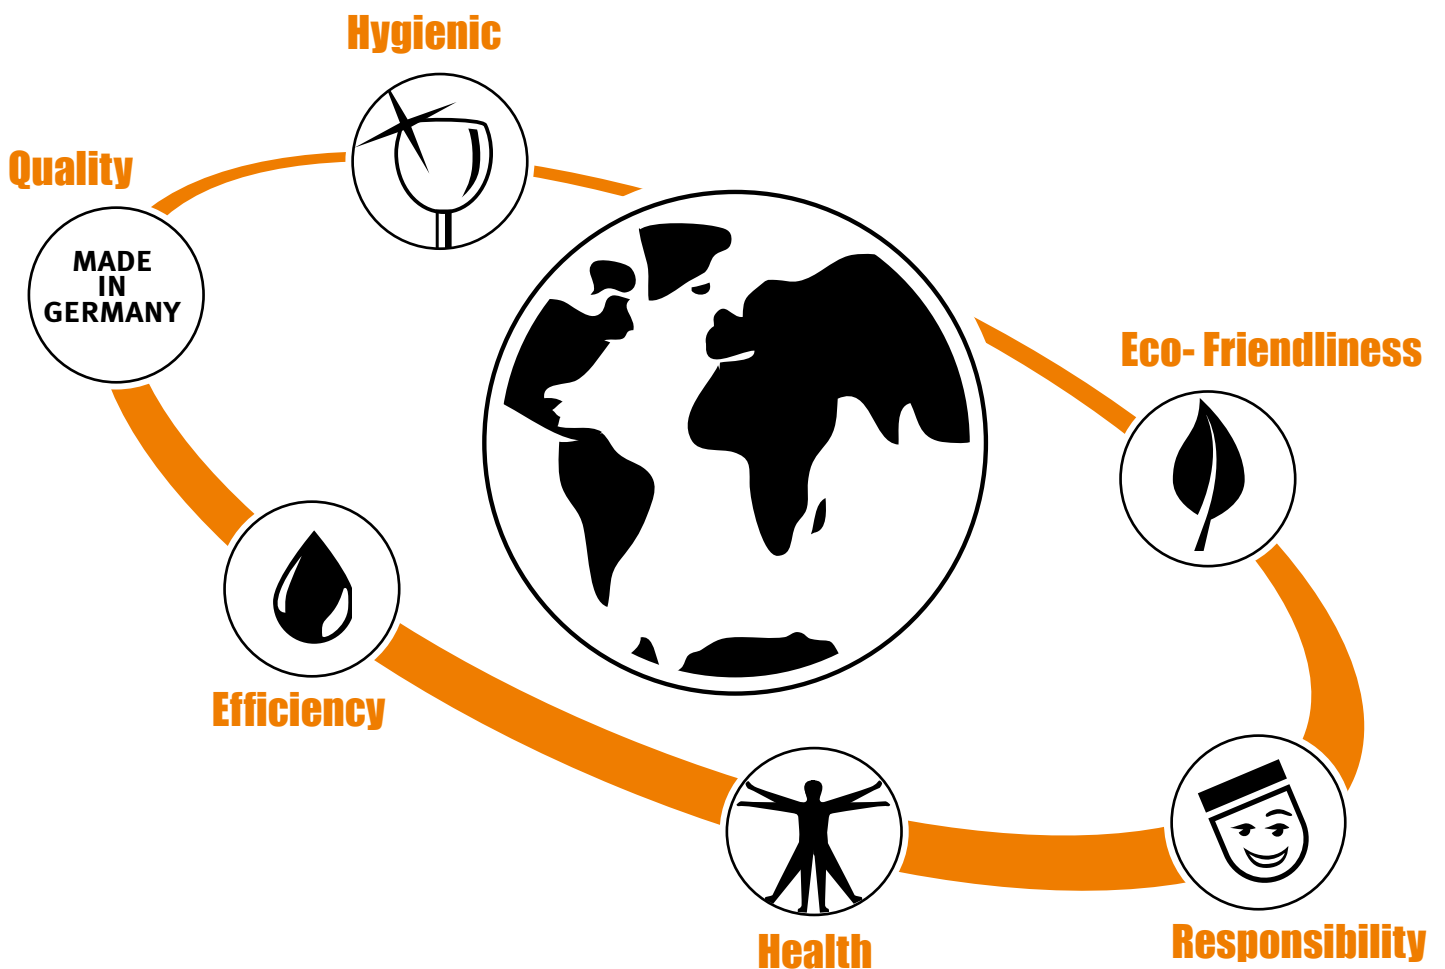 Hygienic
Quality
MADE
IN
GERMANY
Eco- Friendliness
Efficiency
Health
Responsibility